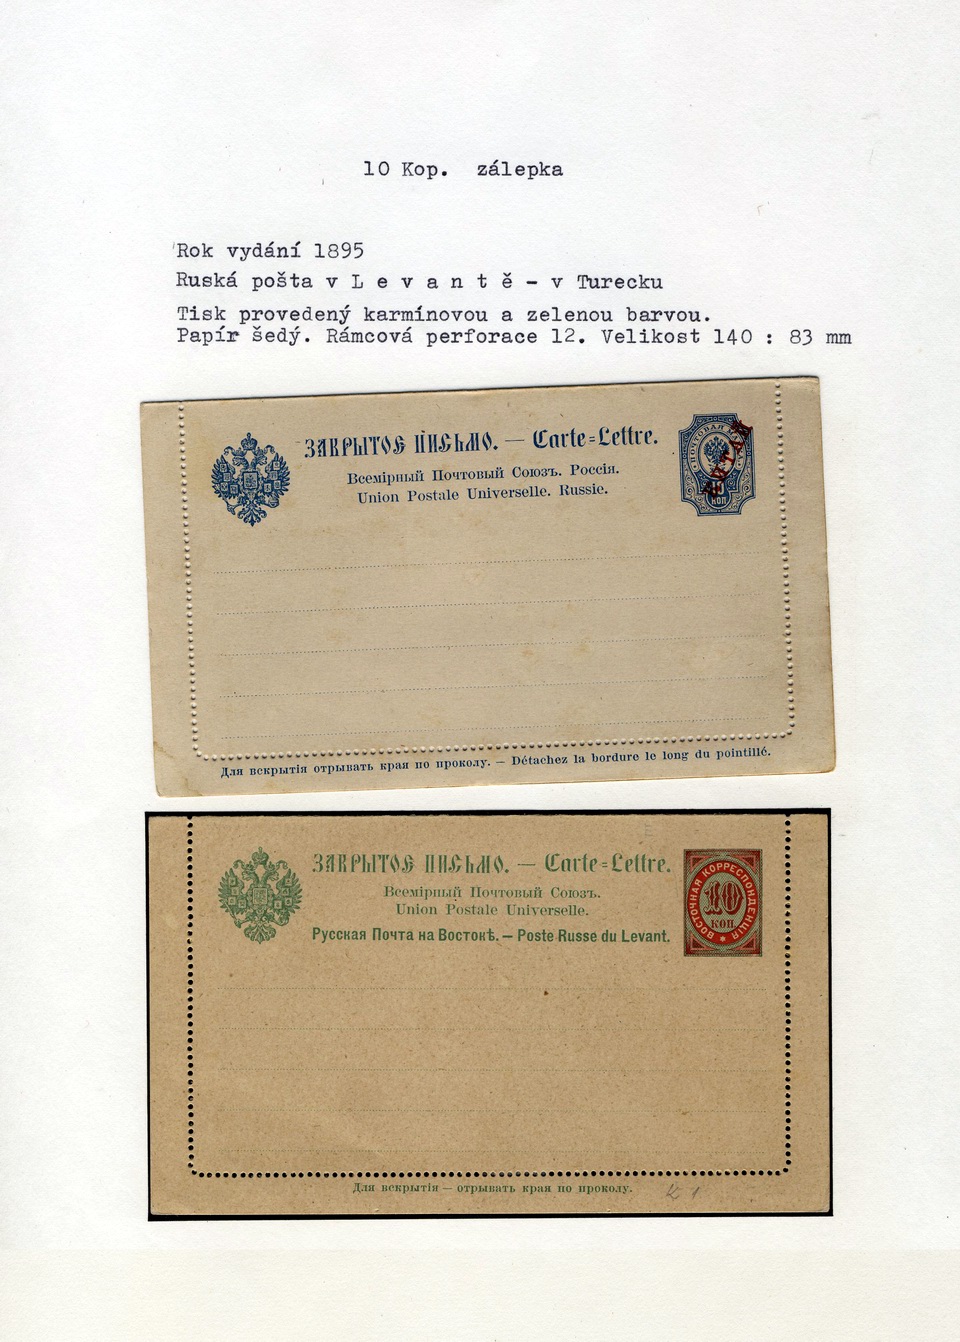 10 Kop. zálepka
Rok vydání 1895
Ruská pošta v L e v a n t ě - v Turecku
Tisk provedený karmínovou a zelenou barvou.
Papír šedý. Rámcová perforace 12. Velikost 140 : 83 mm
ЗАКРЫТОЕ ПИСЬМО. — Carte=Lettre.
Всемірный Почтовый Союзъ. Россія.
Union Postale Universelle. Russie.
ПОЧТОВАЯ
КИТАЙ
10
КОП
Для вскрытія отрывать края по проколу. — Détachez la bordure le long du pointillé.
ЗАКРЫТОЕ ПИСЬМО. — Carte=Lettre.
Всемірный Почтовый Союзъ.
Union Postale Universelle.
Русская Почта на Востокѣ. — Poste Russe du Levant.
ВОСТОЧНАЯ КОРРЕСПОНДЕНЦІЯ
10
КОП.
Для вскрытія — отрывать края по проколу.